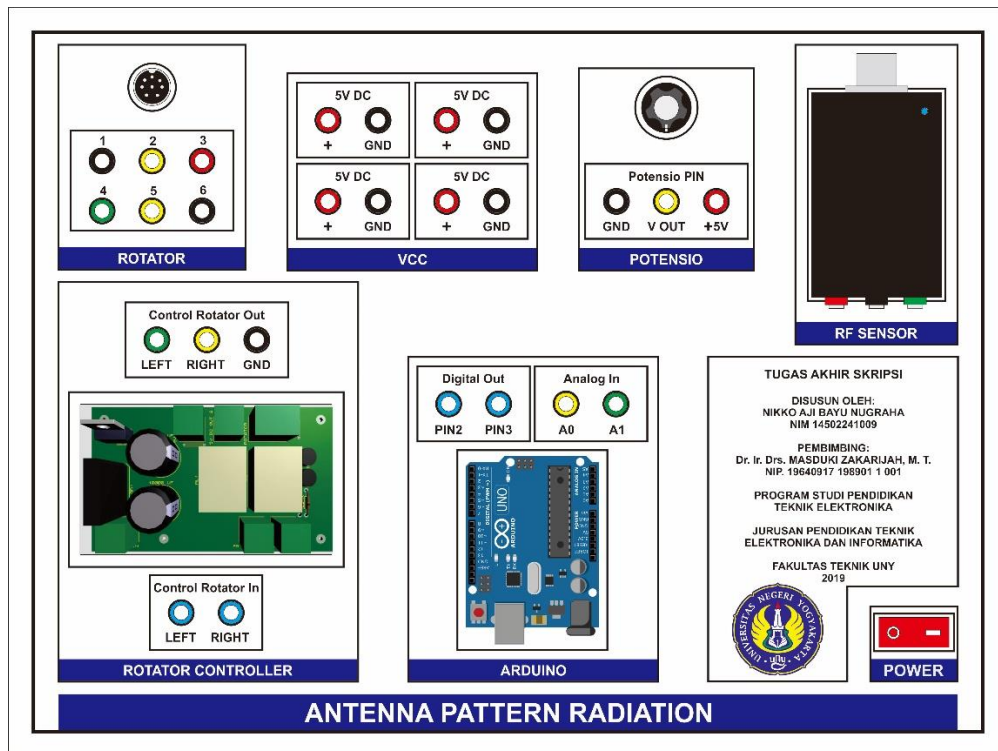 1 2 3
4 5 6
ROTATOR
5V DC 5V DC
+ GND + GND
5V DC 5V DC
+ GND + GND
VCC
Potensio PIN
GND V OUT +5V
POTENSIO
RF SENSOR
Control Rotator Out
LEFT RIGHT GND
Control Rotator In
LEFT RIGHT
ROTATOR CONTROLLER
Digital Out
PIN2 PIN3
Analog In
A0 A1
UNO
ARDUINO
ARDUINO
TUGAS AKHIR SKRIPSI
DISUSUN OLEH:
NIKKO AJI BAYU NUGRAHA
NIM 14502241009
PEMBIMBING:
Dr. Ir. Drs. MASDUKI ZAKARIJAH, M. T.
NIP. 19640917 198901 1 001
PROGRAM STUDI PENDIDIKAN
TEKNIK ELEKTRONIKA
JURUSAN PENDIDIKAN TEKNIK
ELEKTRONIKA DAN INFORMATIKA
FAKULTAS TEKNIK UNY
2019
UNIVERSITAS NEGERI YOGYAKARTA
POWER
ANTENNA PATTERN RADIATION